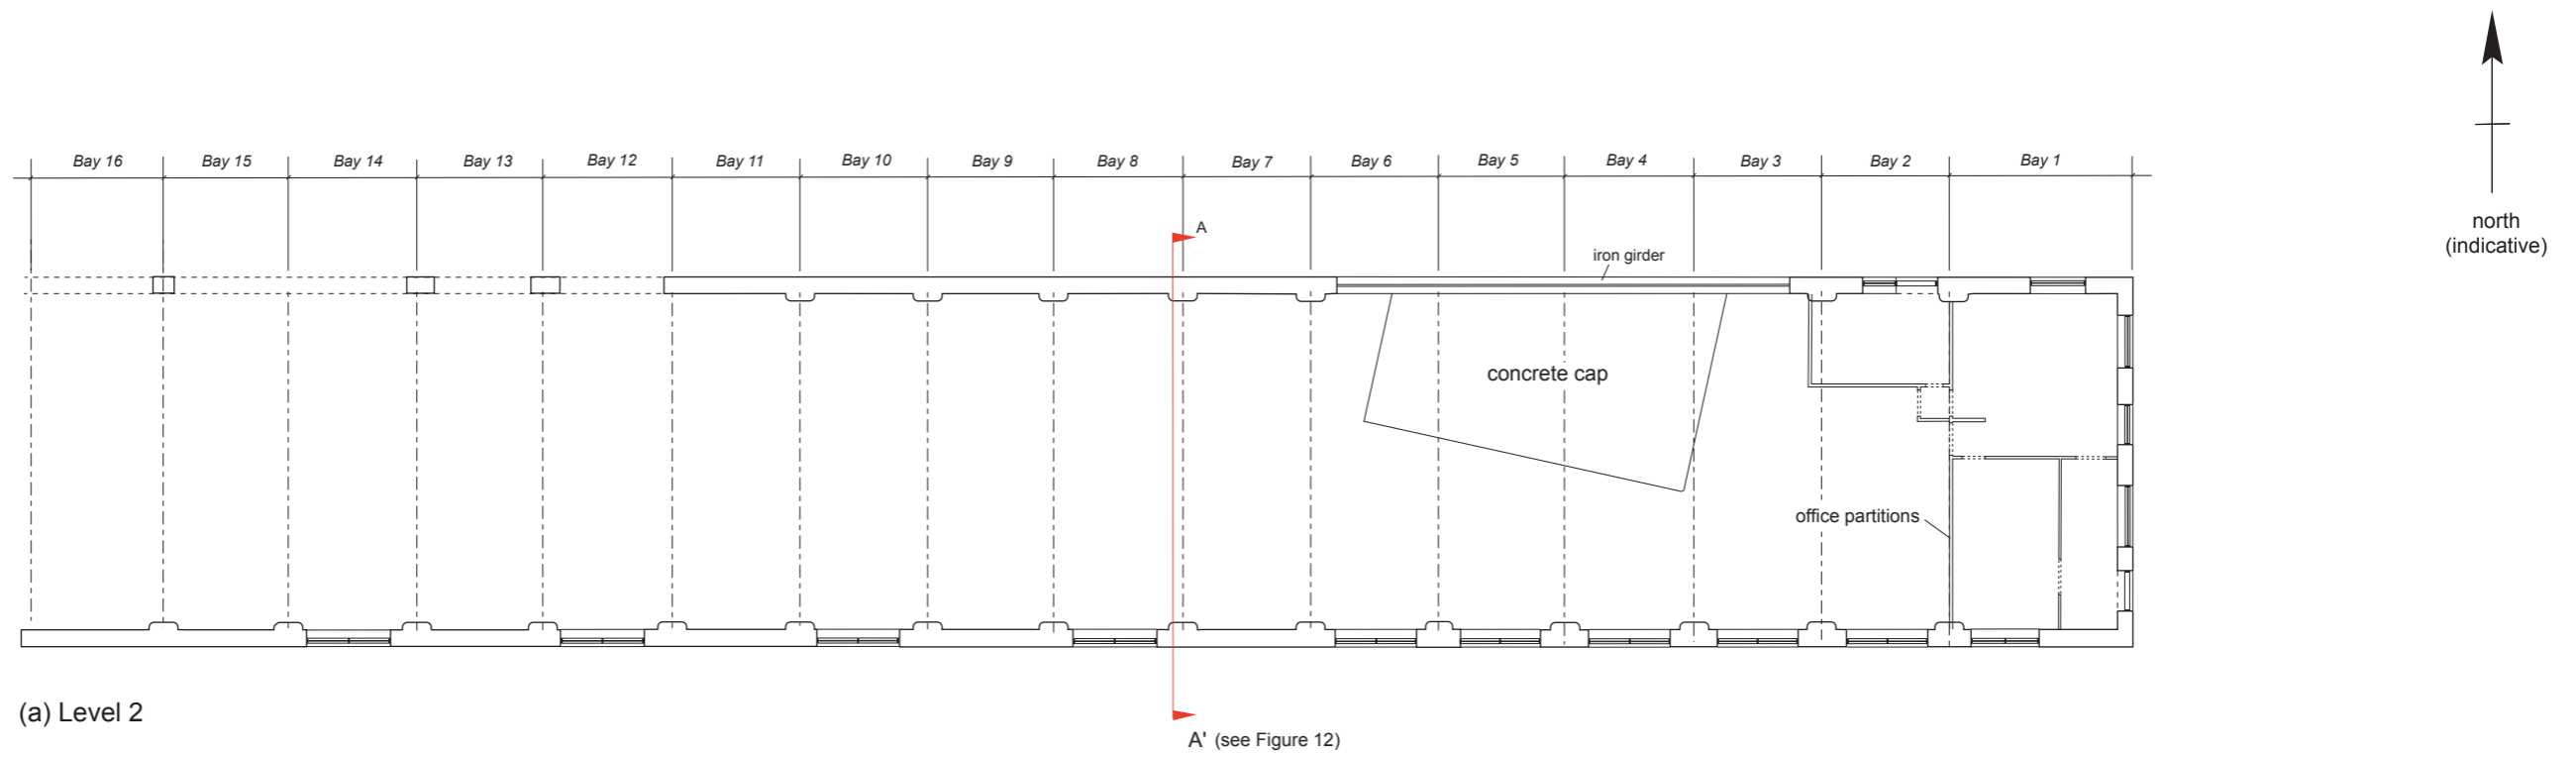 north
(indicative)
Bay 16
Bay 15
Bay 14
Bay 13
Bay 12
Bay 11
Bay 10
Bay 9
Bay 8
Bay 7
Bay 6
Bay 5
Bay 4
Bay 3
Bay 2
Bay 1
A
iron girder
concrete cap
office partitions
(a) Level 2
A' (see Figure 12)